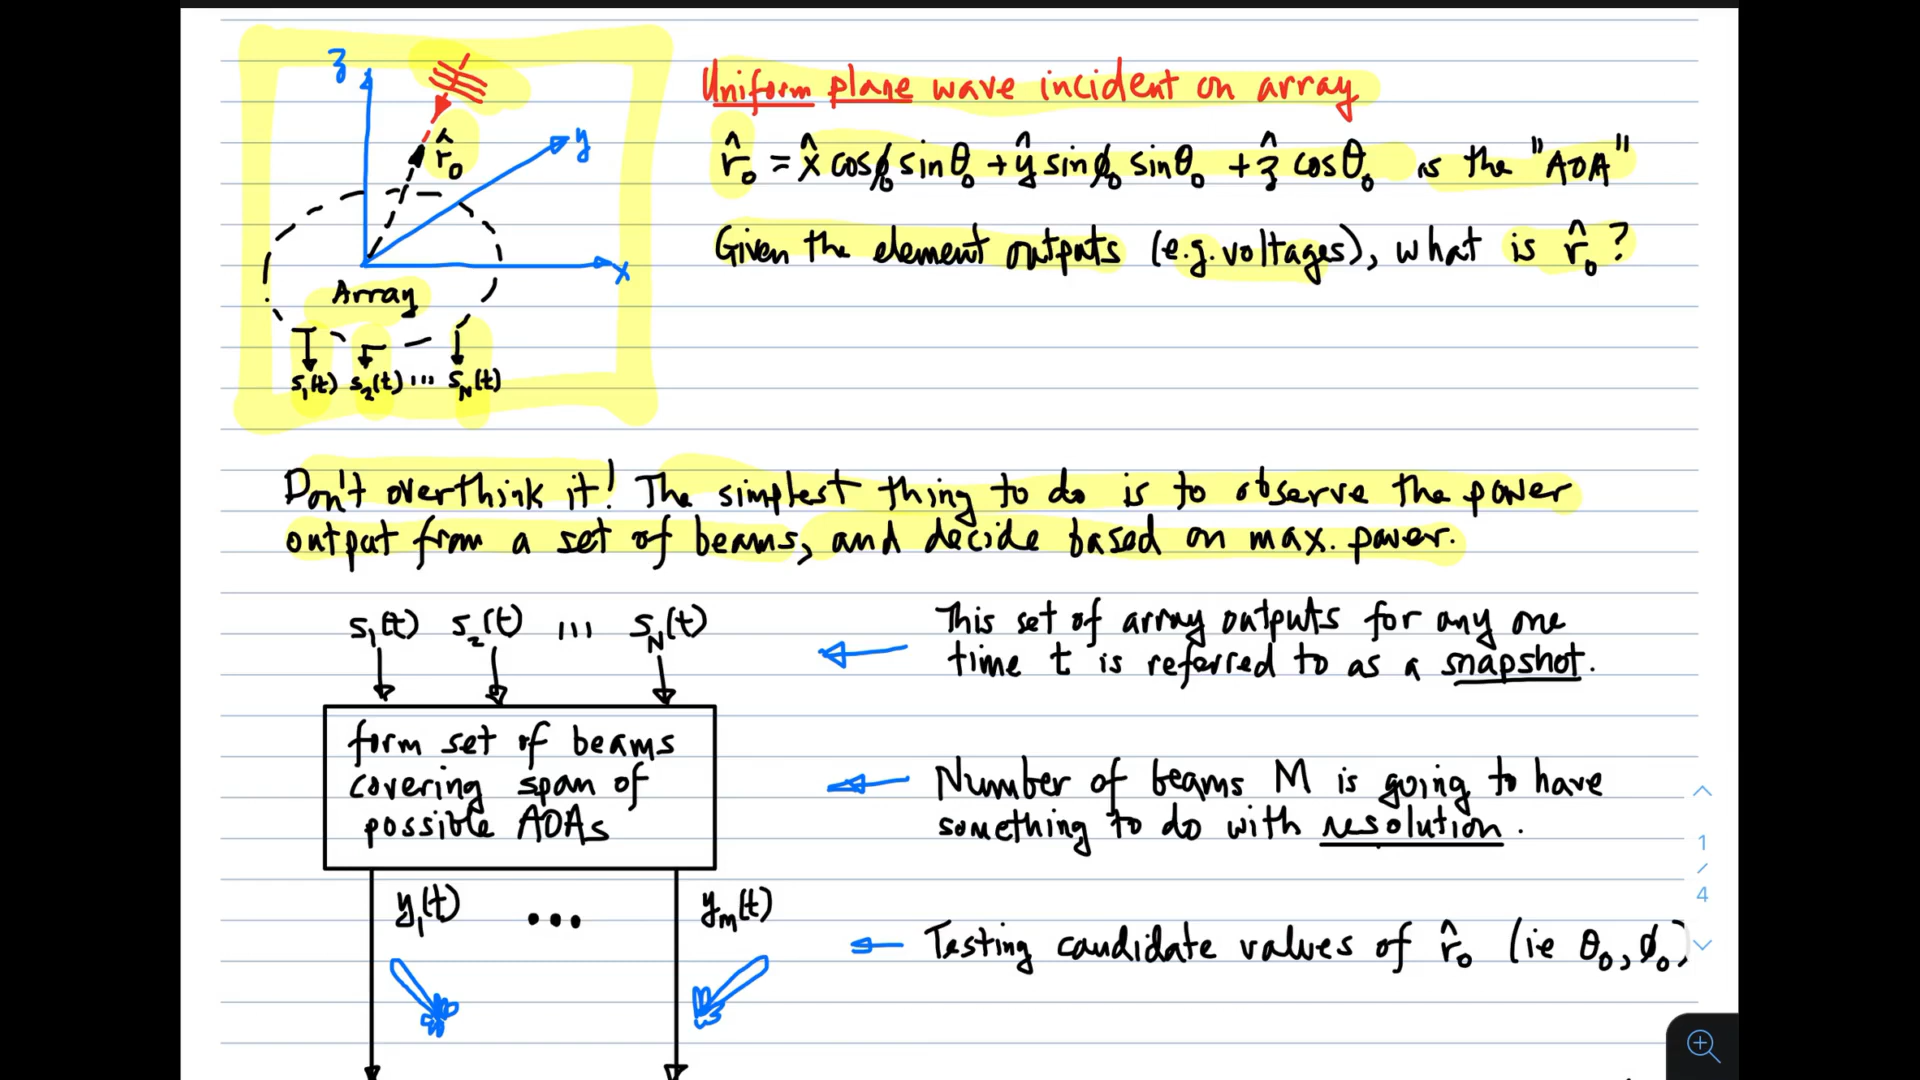 z
r̂₀
y
x
Array
s₁(t) s₂(t) ... s_N(t)
Uniform plane wave incident on array
r̂₀ = x̂ cosϕ₀ sinθ₀ + ŷ sinϕ₀ sinθ₀ + ẑ cosθ₀ is the "AOA"
Given the element outputs (e.g. voltages), what is r̂₀?
Don't overthink it! The simplest thing to do is to observe the power
output from a set of beams, and decide based on max. power.
s₁(t) s₂(t) ... s_N(t)
This set of array outputs for any one
time t is referred to as a snapshot.
form set of beams
covering span of
possible AOAs
Number of beams M is going to have
something to do with resolution.
y₁(t) ... y_M(t)
Testing candidate values of r̂₀ (ie θ₀, ϕ₀)
1
/
4